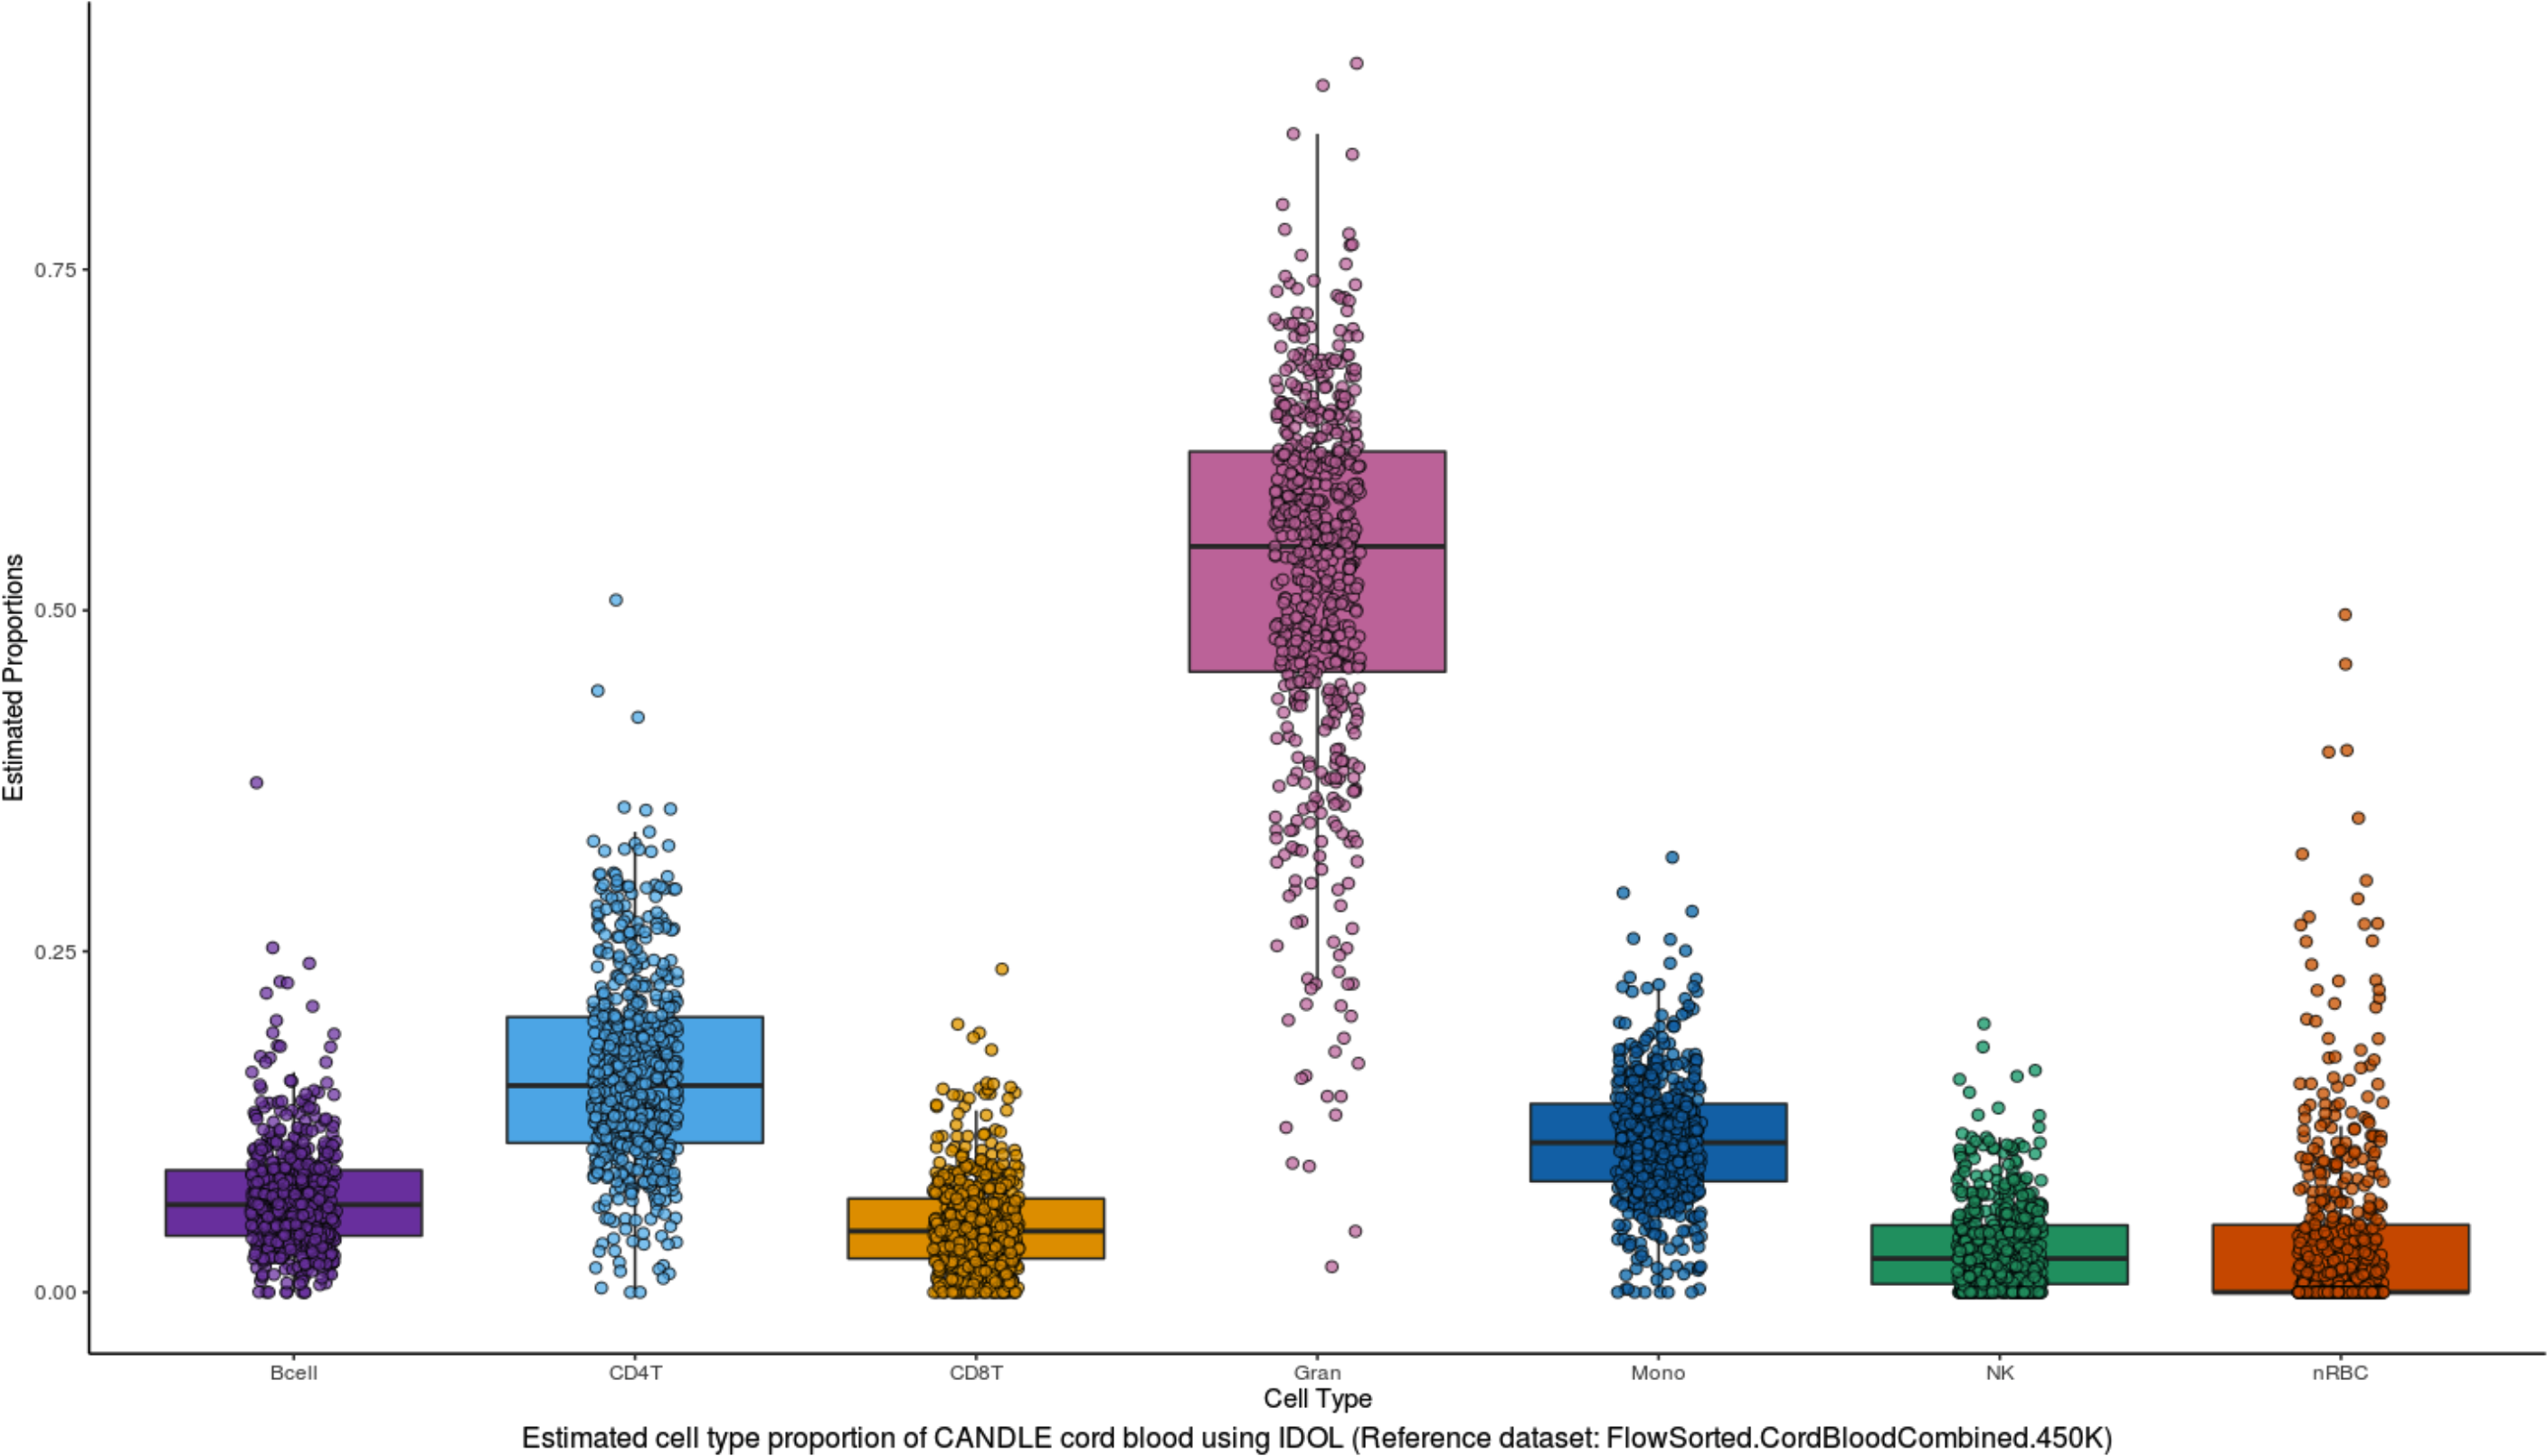 Estimated Proportions
0.75
0.50
0.25
0.00
Bcell CD4T CD8T Gran Mono NK nRBC
Cell Type
Estimated cell type proportion of CANDLE cord blood using IDOL (Reference dataset: FlowSorted.CordBloodCombined.450K)